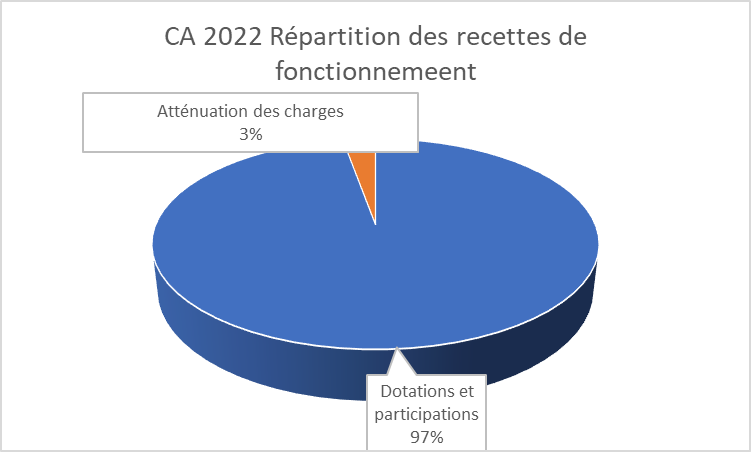 CA 2022 Répartition des recettes de
fonctionnemeent
Atténuation des charges
3%
Dotations et
participations
97%